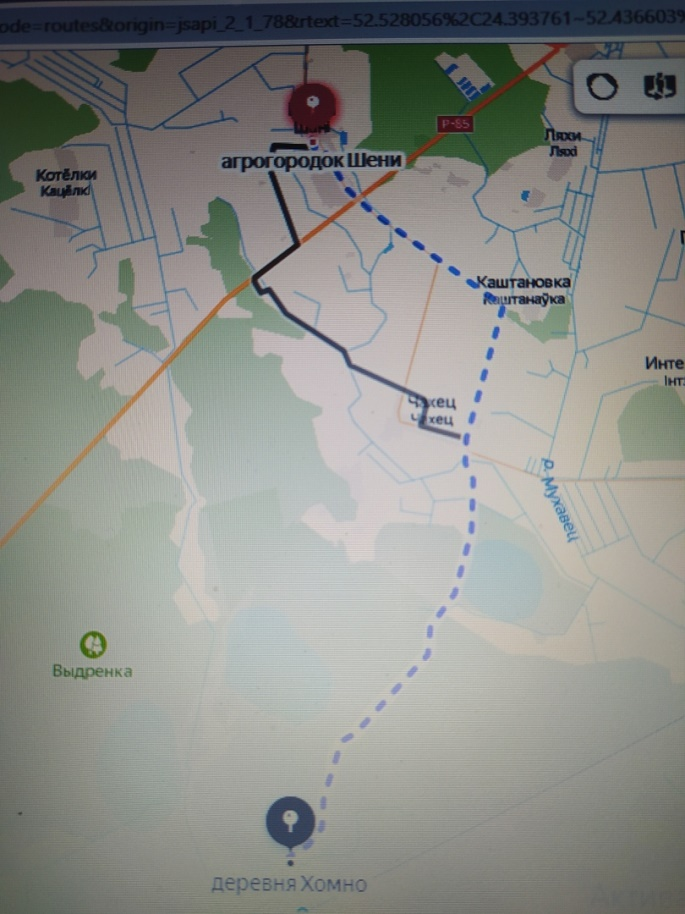 ode=routes&origin=jsapi_2_1_78&rtext=52.528056%2C24.393761~52.436603%
Р-85
агрогородок Шени
Ляхи
Ляхі
Котёлки
Кацёлкі
Каштановка
Каштанаўка
Инте
Інт
Чахец
Чахец
р. Мухавец
Выдренка
деревня Хомно